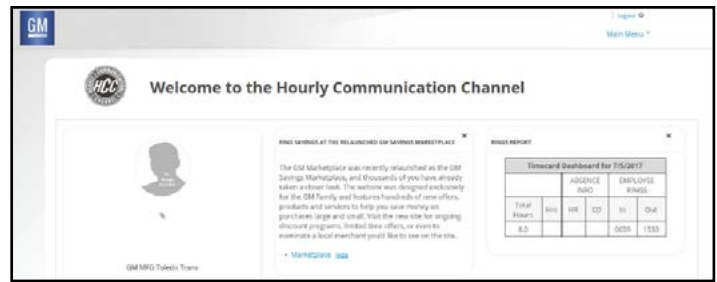 GM
Logout
Main Menu
HCC
Welcome to the Hourly Communication Channel
FIND SAVINGS AT THE RELAUNCHED GM SAVINGS MARKETPLACE
The GM Marketplace was recently relaunched as the GM
Savings Marketplace, and thousands of you have already
taken a closer look. The website was designed exclusively
for the GM Family and features hundreds of new offers,
products and services to help you save money on
purchases large and small. Visit the new site for ongoing
discount programs, limited time offers, or even to
nominate a local merchant you'd like to see on the site.
• Marketplace
RINGS REPORT
Timecard Dashboard for 7/5/2017
ABSENCE INFO
EMPLOYEE RINGS
Total Hours Hrs HR CD In Out
8.0 0659 1533
GM MFG Toledo Trans